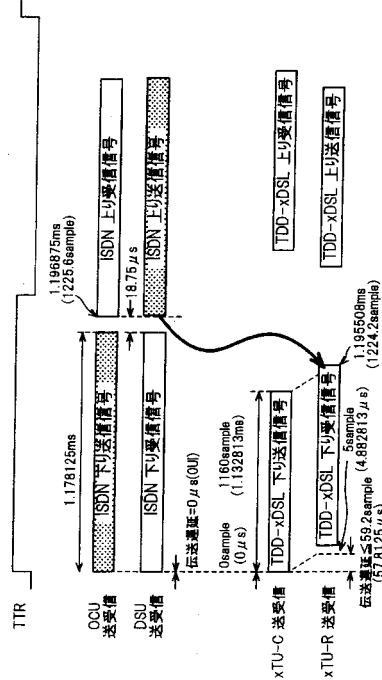 TTR
OCU
送受信
DSU
送受信
xTU-C 送受信
xTU-R 送受信
1.178125ms
1.196875ms
(1225.6sample)
ISDN 下り送信信号
ISDN 上り受信信号
18.75μs
ISDN 下り受信信号
ISDN 上り送信信号
伝送遅延=0μs(0UI)
0sample
(0μs)
1160sample
(1.132813ms)
TDD-xDSL 下り送信信号
TDD-xDSL 上り受信信号
TDD-xDSL 下り受信信号
TDD-xDSL 上り送信信号
伝送遅延≦59.2sample
(57.8125μs)
5sample
(4.882813μs)
1.195508ms
(1224.2sample)